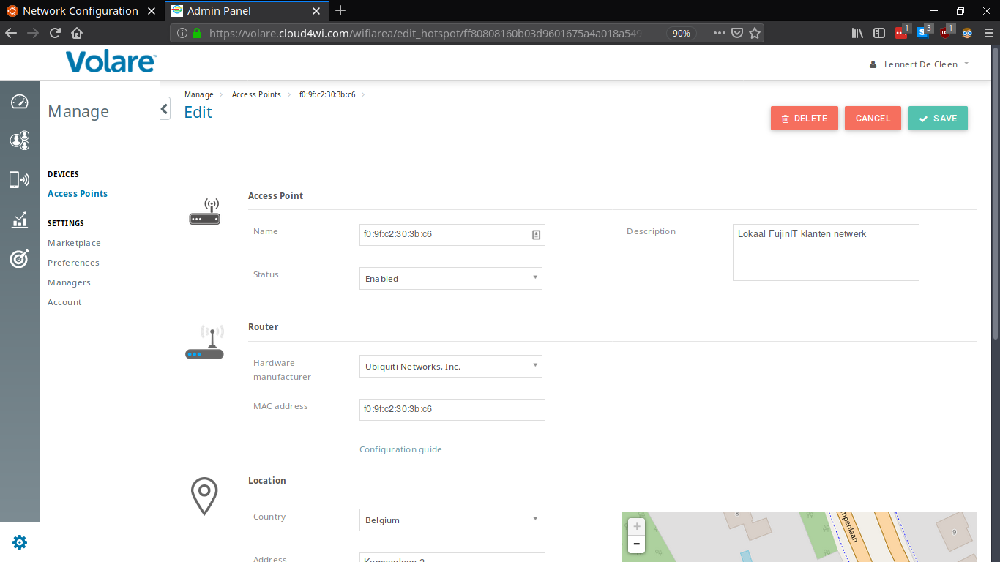 Network Configuration
Admin Panel
https://volare.cloud4wi.com/wifiarea/edit_hotspot/ff80808160b03d9601675a4a018a549
90%
1
3
1
Volare™
Lennert De Cleen
Manage
DEVICES
Access Points
SETTINGS
Marketplace
Preferences
Managers
Account
Manage > Access Points > f0:9f:c2:30:3b:c6 >
Edit
DELETE
CANCEL
SAVE
Access Point
Name
f0:9f:c2:30:3b:c6
Description
Lokaal FujinIT klanten netwerk
Status
Enabled
Router
Hardware
manufacturer
Ubiquiti Networks, Inc.
MAC address
f0:9f:c2:30:3b:c6
Configuration guide
Location
Country
Belgium
Address
+
-
8
9